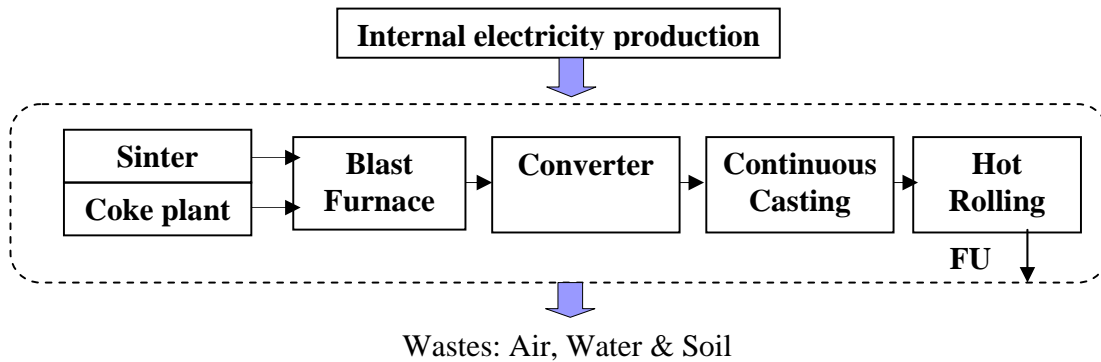 Internal electricity production
Sinter
Coke plant
Blast
Furnace
Converter
Continuous
Casting
Hot
Rolling
FU
Wastes: Air, Water & Soil